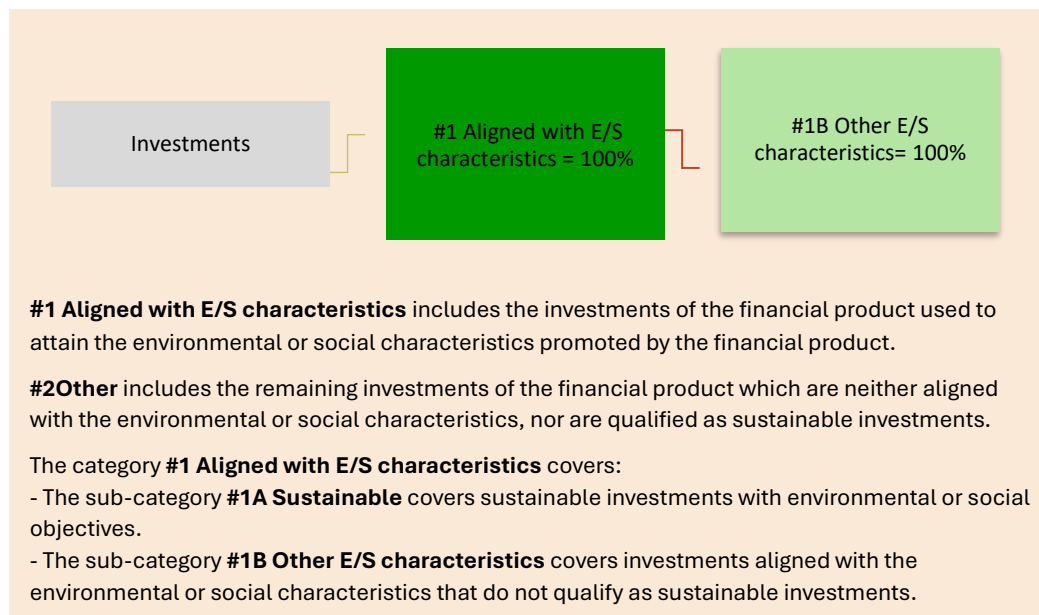 Investments
#1 Aligned with E/S
characteristics = 100%
#1B Other E/S
characteristics= 100%
#1 Aligned with E/S characteristics includes the investments of the financial product used to
attain the environmental or social characteristics promoted by the financial product.
#2Other includes the remaining investments of the financial product which are neither aligned
with the environmental or social characteristics, nor are qualified as sustainable investments.
The category #1 Aligned with E/S characteristics covers:
- The sub-category #1A Sustainable covers sustainable investments with environmental or social
objectives.
- The sub-category #1B Other E/S characteristics covers investments aligned with the
environmental or social characteristics that do not qualify as sustainable investments.